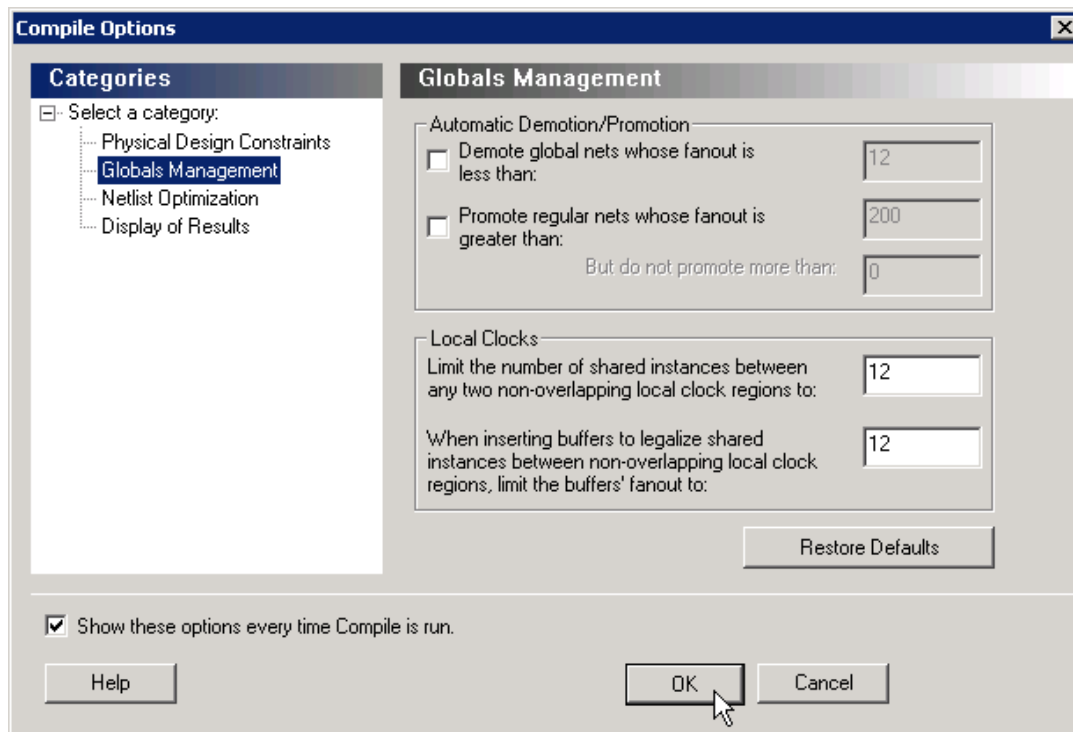 Compile Options
Categories
Select a category:
Physical Design Constraints
Globals Management
Netlist Optimization
Display of Results
Globals Management
Automatic Demotion/Promotion
Demote global nets whose fanout is
less than:
12
Promote regular nets whose fanout is
greater than:
200
But do not promote more than:
0
Local Clocks
Limit the number of shared instances between
any two non-overlapping local clock regions to:
12
When inserting buffers to legalize shared
instances between non-overlapping local clock
regions, limit the buffers' fanout to:
12
Restore Defaults
Show these options every time Compile is run.
Help
OK
Cancel